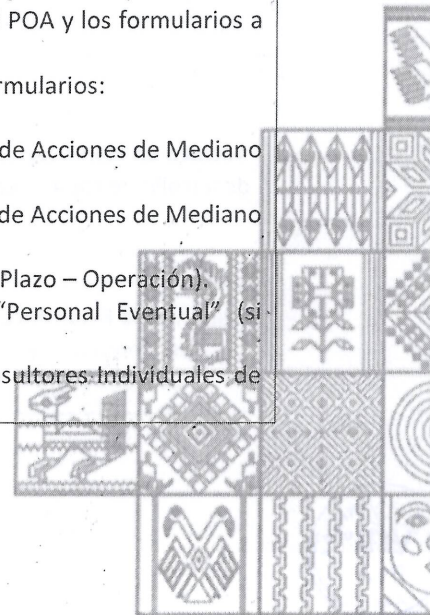 POA y los formularios a
rmularios:
de Acciones de Mediano
de Acciones de Mediano
Plazo – Operación).
"Personal Eventual" (si
sultores Individuales de